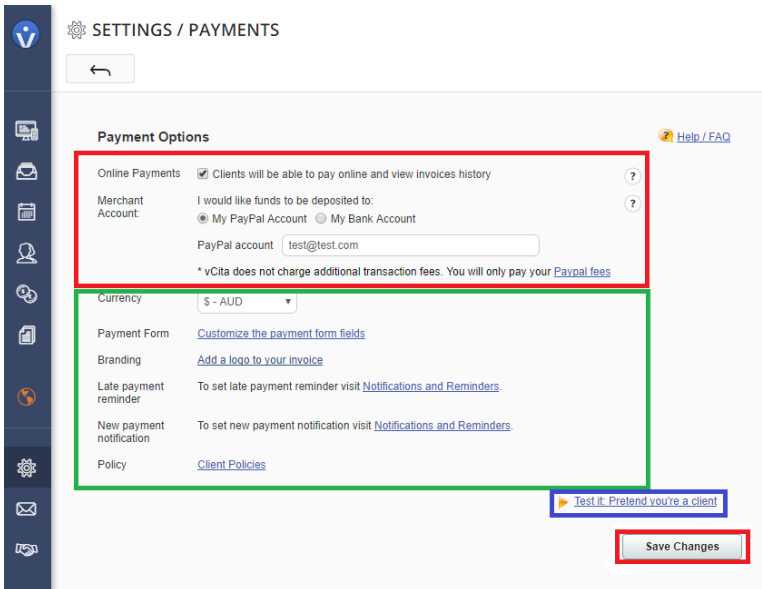 SETTINGS / PAYMENTS
Payment Options
Help / FAQ
Online Payments Clients will be able to pay online and view invoices history ?
Merchant Account: I would like funds to be deposited to: ?
My PayPal Account My Bank Account
PayPal account test@test.com
* vCita does not charge additional transaction fees. You will only pay your Paypal fees
Currency $ - AUD
Payment Form Customize the payment form fields
Branding Add a logo to your invoice
Late payment reminder To set late payment reminder visit Notifications and Reminders.
New payment notification To set new payment notification visit Notifications and Reminders.
Policy Client Policies
Test it: Pretend you're a client
Save Changes